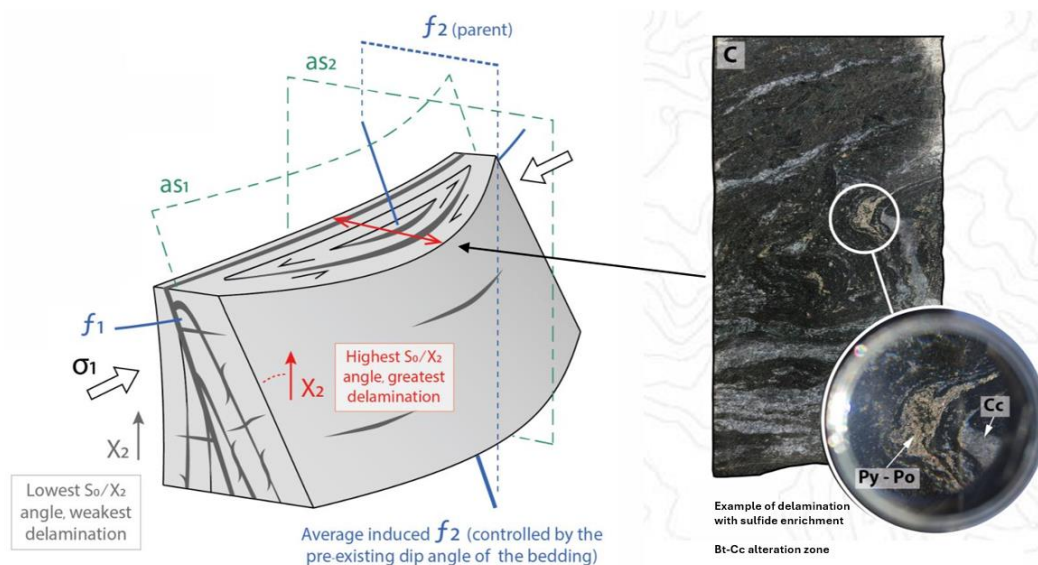 f2 (parent)
as2
as1
f1
σ1
X2
X2
Highest S0/X2
angle, greatest
delamination
Lowest S0/X2
angle, weakest
delamination
Average induced f2 (controlled by the
pre-existing dip angle of the bedding)
C
Cc
Py - Po
Example of delamination
with sulfide enrichment
Bt-Cc alteration zone